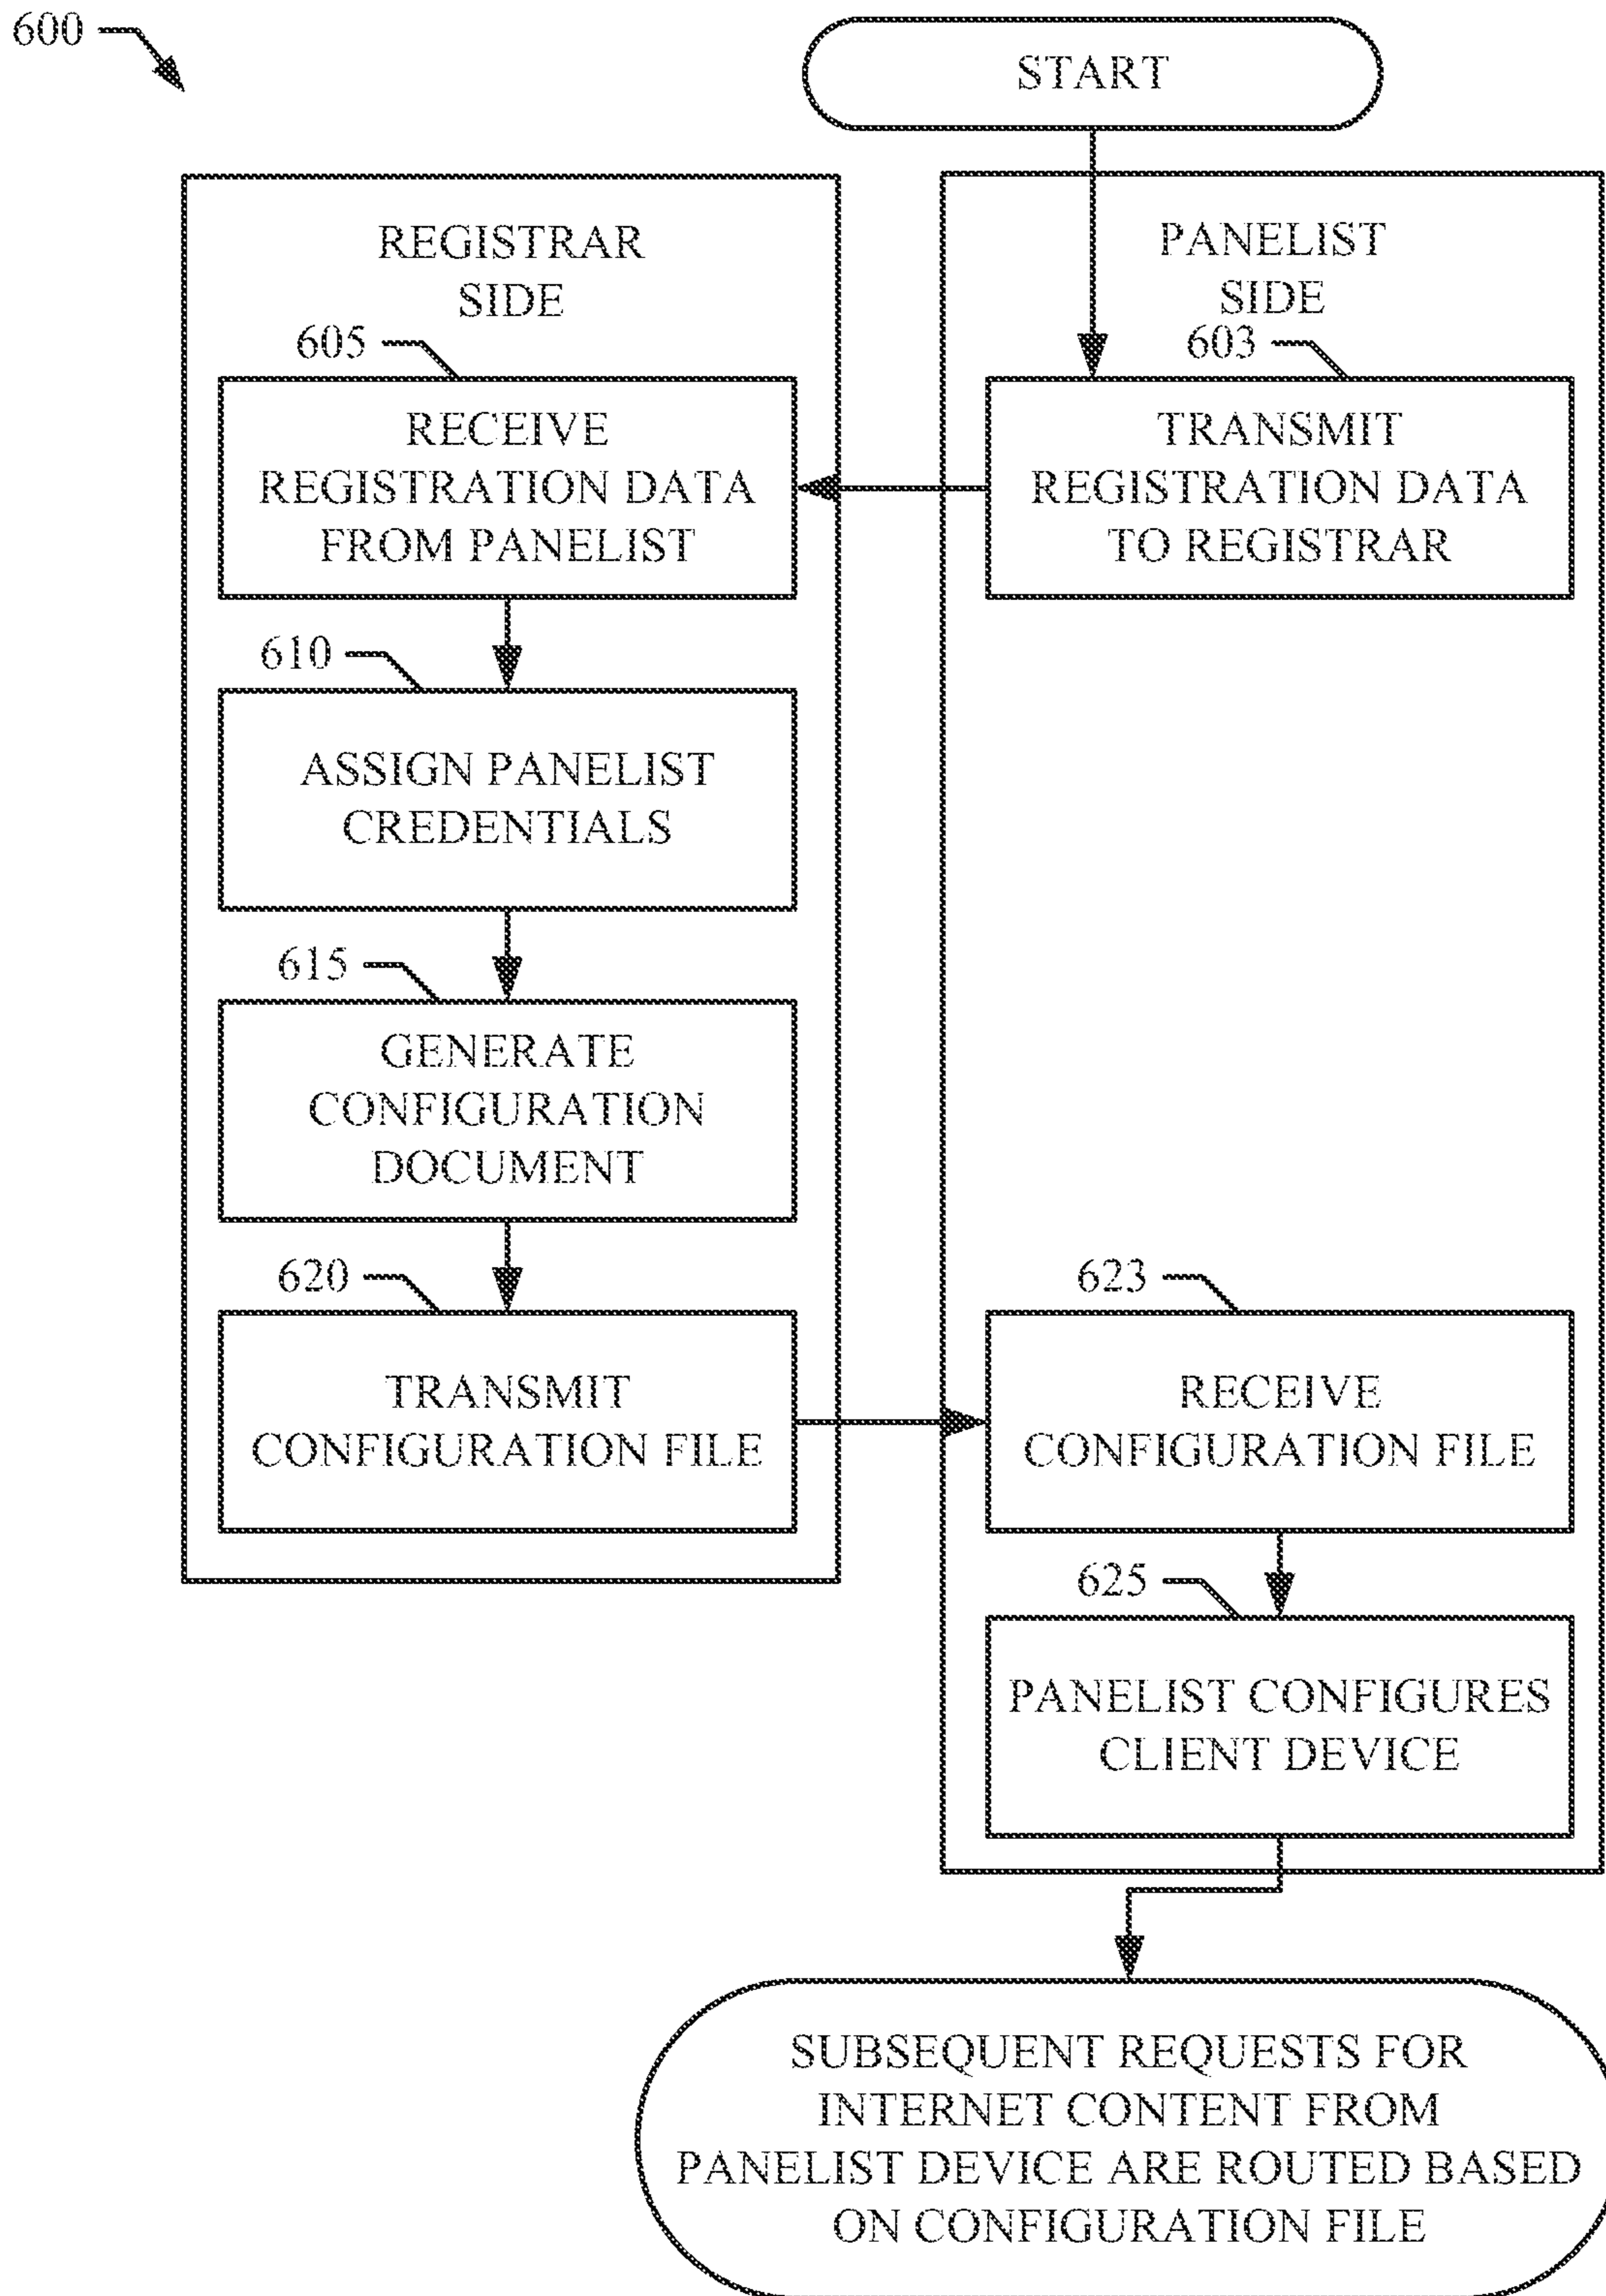 600
START
REGISTRAR
SIDE
PANELIST
SIDE
605
RECEIVE
REGISTRATION DATA
FROM PANELIST
603
TRANSMIT
REGISTRATION DATA
TO REGISTRAR
610
ASSIGN PANELIST
CREDENTIALS
615
GENERATE
CONFIGURATION
DOCUMENT
620
TRANSMIT
CONFIGURATION FILE
623
RECEIVE
CONFIGURATION FILE
625
PANELIST CONFIGURES
CLIENT DEVICE
SUBSEQUENT REQUESTS FOR
INTERNET CONTENT FROM
PANELIST DEVICE ARE ROUTED BASED
ON CONFIGURATION FILE